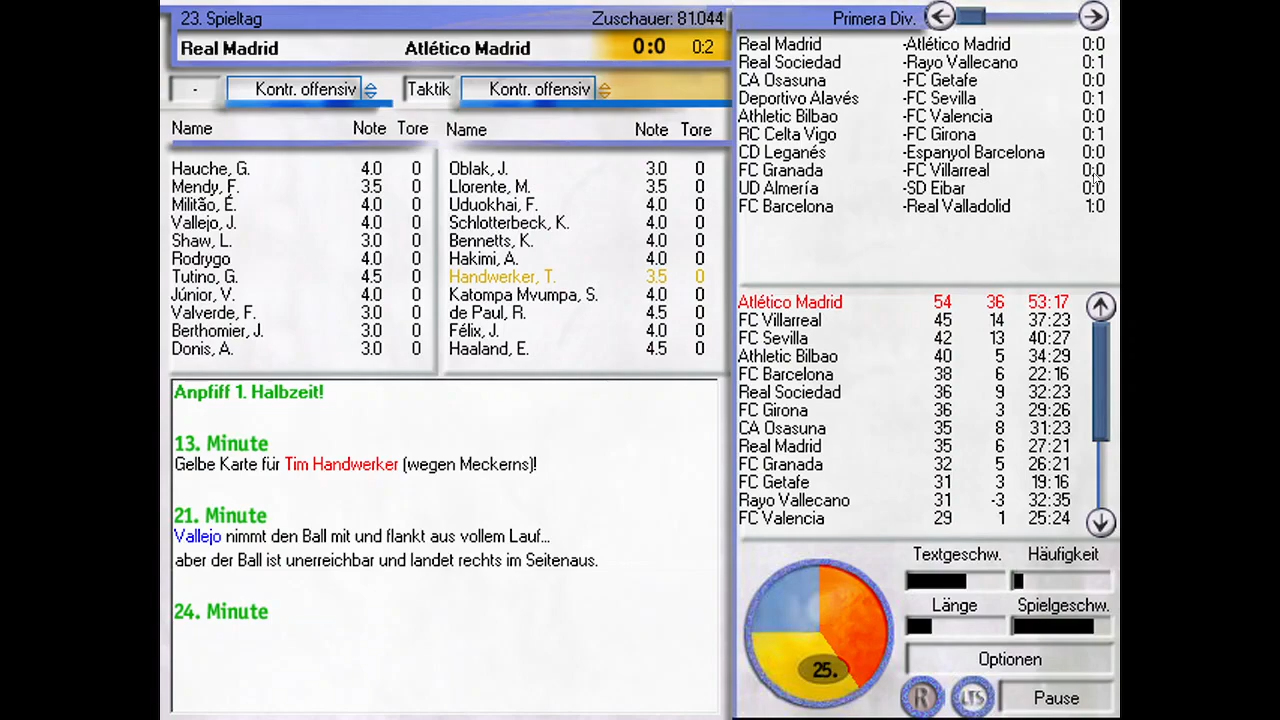 23. Spieltag Zuschauer: 81.044
Real Madrid Atlético Madrid 0:0 0:2
- Kontr. offensiv Taktik Kontr. offensiv
Name Note Tore Name Note Tore
Hauche, G. 4.0 0 Oblak, J. 3.0 0
Mendy, F. 3.5 0 Llorente, M. 3.5 0
Militão, É. 4.0 0 Uduokhai, F. 4.0 0
Vallejo, J. 4.0 0 Schlotterbeck, K. 4.0 0
Shaw, L. 3.0 0 Bennetts, K. 4.0 0
Rodrygo 4.0 0 Hakimi, A. 4.0 0
Tutino, G. 4.5 0 Handwerker, T. 3.5 0
Júnior, V. 4.0 0 Katompa Mvumpa, S. 4.0 0
Valverde, F. 3.0 0 de Paul, R. 4.5 0
Berthomier, J. 3.0 0 Félix, J. 4.0 0
Donis, A. 3.0 0 Haaland, E. 4.5 0
Anpfiff 1. Halbzeit!
13. Minute
Gelbe Karte für Tim Handwerker (wegen Meckerns)!
21. Minute
Vallejo nimmt den Ball mit und flankt aus vollem Lauf...
aber der Ball ist unerreichbar und landet rechts im Seitenaus.
24. Minute
Primera Div.
Real Madrid -Atlético Madrid 0:0
Real Sociedad -Rayo Vallecano 0:1
CA Osasuna -FC Getafe 0:0
Deportivo Alavés -FC Sevilla 0:1
Athletic Bilbao -FC Valencia 0:0
RC Celta Vigo -FC Girona 0:1
CD Leganés -Espanyol Barcelona 0:0
FC Granada -FC Villarreal 0:0
UD Almería -SD Eibar 0:0
FC Barcelona -Real Valladolid 1:0
Atlético Madrid 54 36 53:17
FC Villarreal 45 14 37:23
FC Sevilla 42 13 40:27
Athletic Bilbao 40 5 34:29
FC Barcelona 38 6 22:16
Real Sociedad 36 9 32:23
FC Girona 36 3 29:26
CA Osasuna 35 8 31:23
Real Madrid 35 6 27:21
FC Granada 32 5 26:21
FC Getafe 31 3 19:16
Rayo Vallecano 31 -3 32:35
FC Valencia 29 1 25:24
Textgeschw. Häufigkeit
Länge Spielgeschw.
25.
Optionen
R LTS Pause